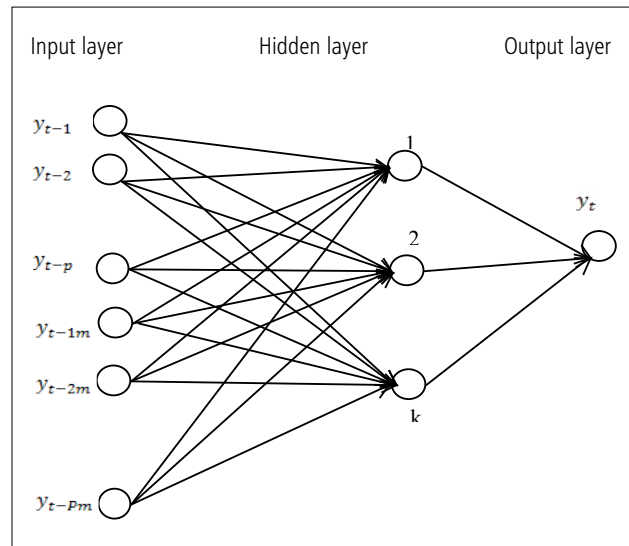 Input layer Hidden layer Output layer
y_{t-1}
1
y_{t-2}
y_t
2
y_{t-p}
y_{t-1m}
y_{t-2m}
k
y_{t-Pm}